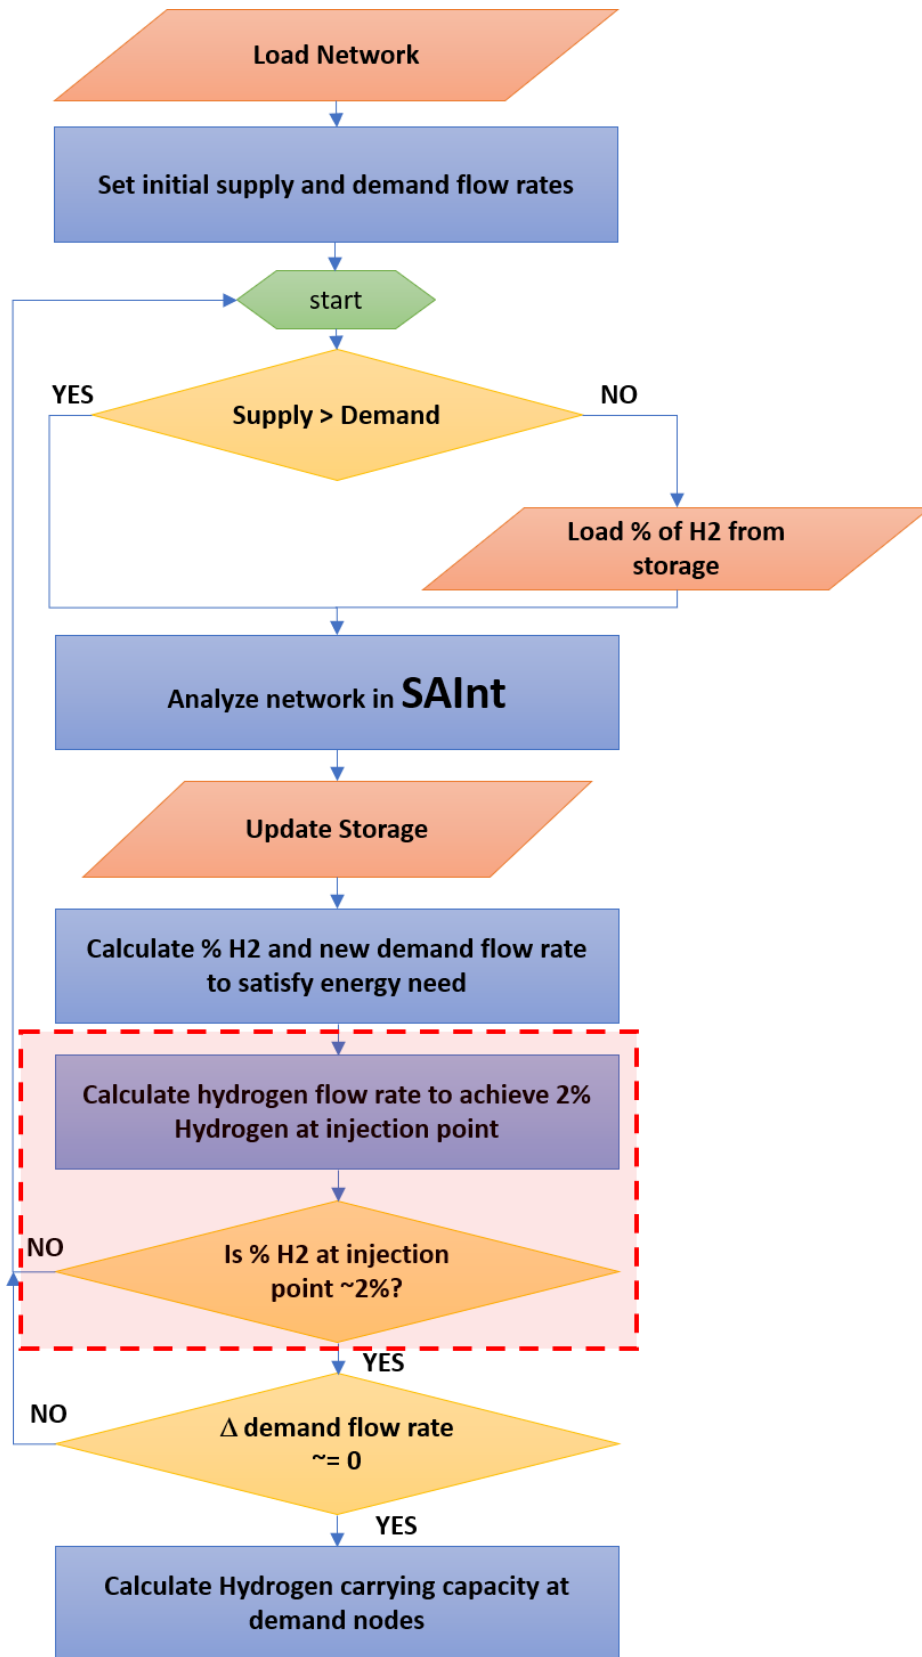 Load Network
Set initial supply and demand flow rates
start
YES
NO
Supply > Demand
Load % of H2 from
storage
Analyze network in SAInt
Update Storage
Calculate % H2 and new demand flow rate
to satisfy energy need
Calculate hydrogen flow rate to achieve 2%
Hydrogen at injection point
NO
Is % H2 at injection
point ~2%?
YES
NO
Δ demand flow rate
~= 0
YES
Calculate Hydrogen carrying capacity at
demand nodes